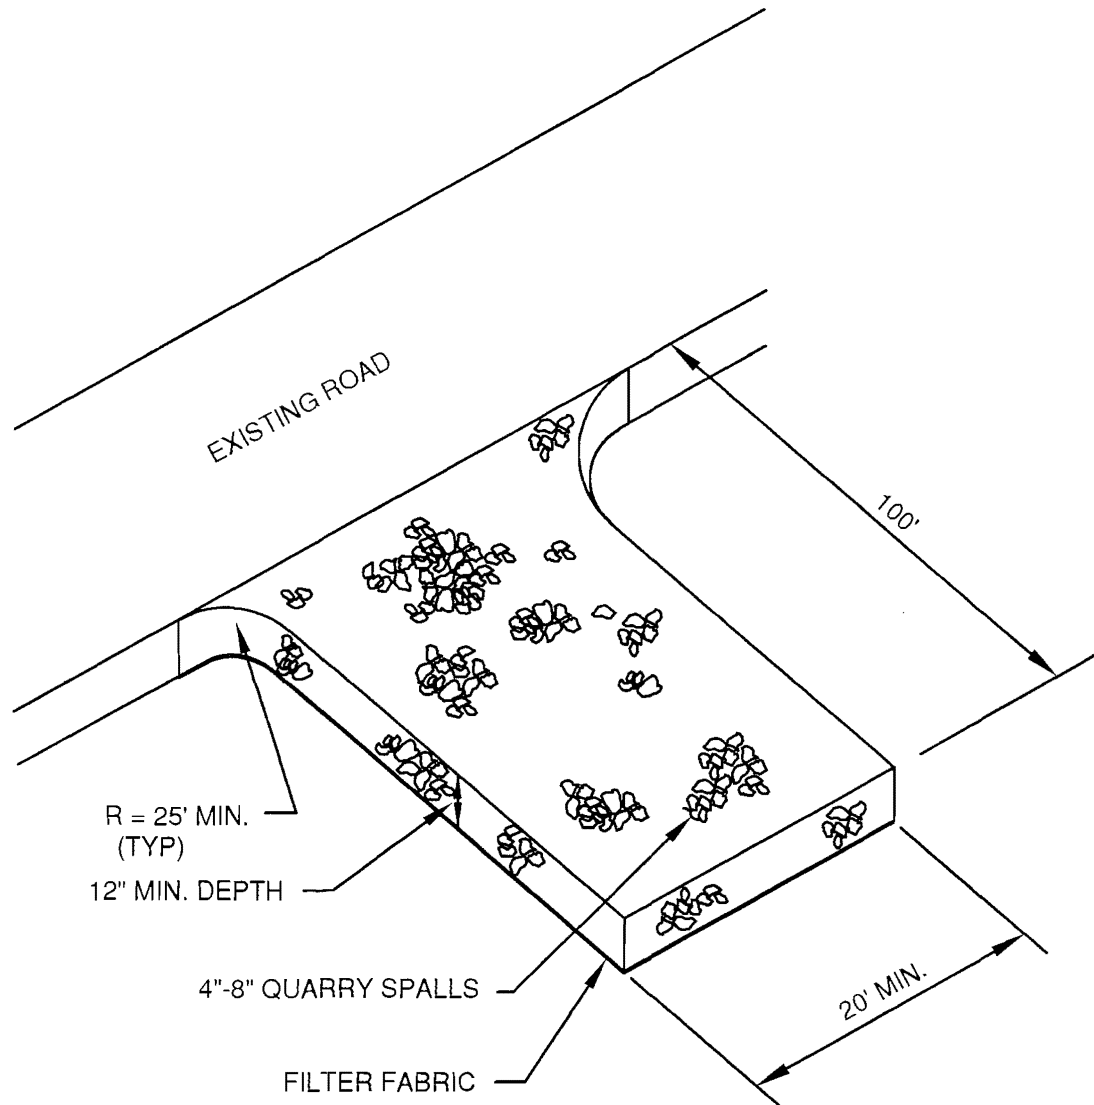 EXISTING ROAD
100'
R = 25' MIN.
(TYP)
12" MIN. DEPTH
4"-8" QUARRY SPALLS
20' MIN.
FILTER FABRIC